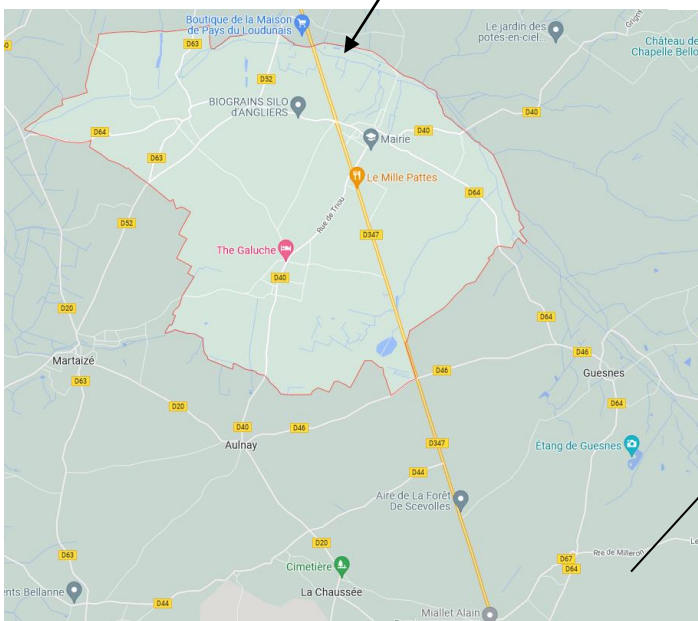 Boutique de la Maison
de Pays du Loudunais
Le jardin des
potes-en-ciel...
Grigny
Château de
Chapelle Bello
D63
D52
BIOGRAINS SILO
d'ANGLIERS
D40
D64
Mairie
D40
D63
Le Mille Pattes
D64
D52
Rue de Triou
D347
The Galuche
D40
D20
D64
Martaizé
D46
D63
D46
Guesnes
D20
D64
D40
D46
Aulnay
D347
Étang de Guesnes
D44
Aire de La Forêt
De Scevolles
D20
D63
D67
Rte de Milleron
Le
Cimetière
D64
ents Bellanne
La Chaussée
D44
Miallet Alain